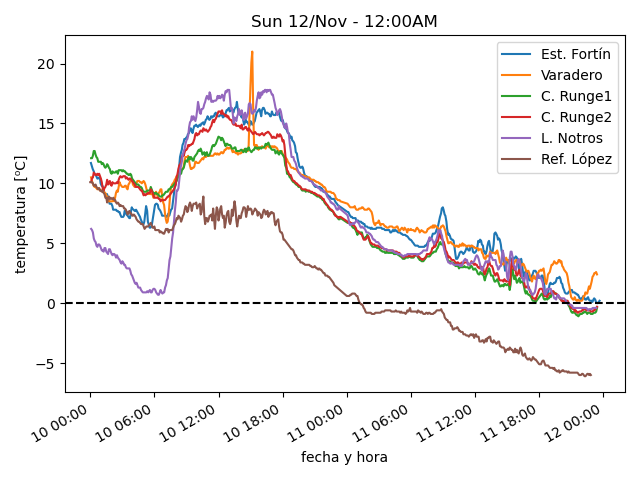 Sun 12/Nov - 12:00AM
Est. Fortín
Varadero
C. Runge1
C. Runge2
L. Notros
Ref. López
temperatura [ºC]
20
15
10
5
0
−5
10 00:00
10 06:00
10 12:00
10 18:00
11 00:00
11 06:00
11 12:00
11 18:00
12 00:00
fecha y hora